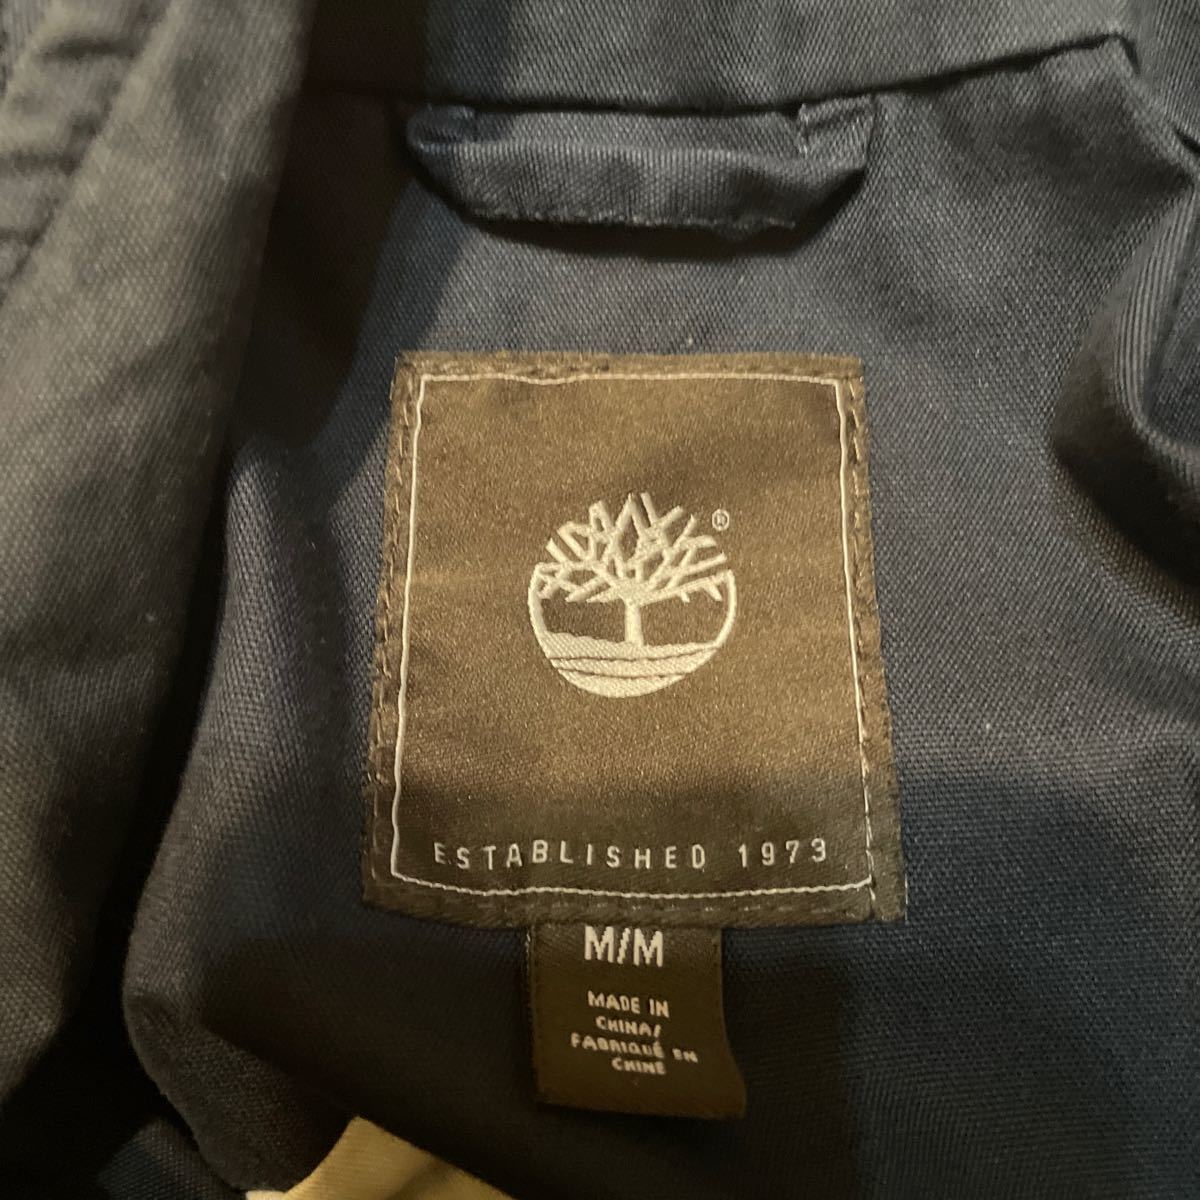 ®
ESTABLISHED 1973
M/M
MADE IN
CHINA/
FABRIQUÉ EN
CHINE